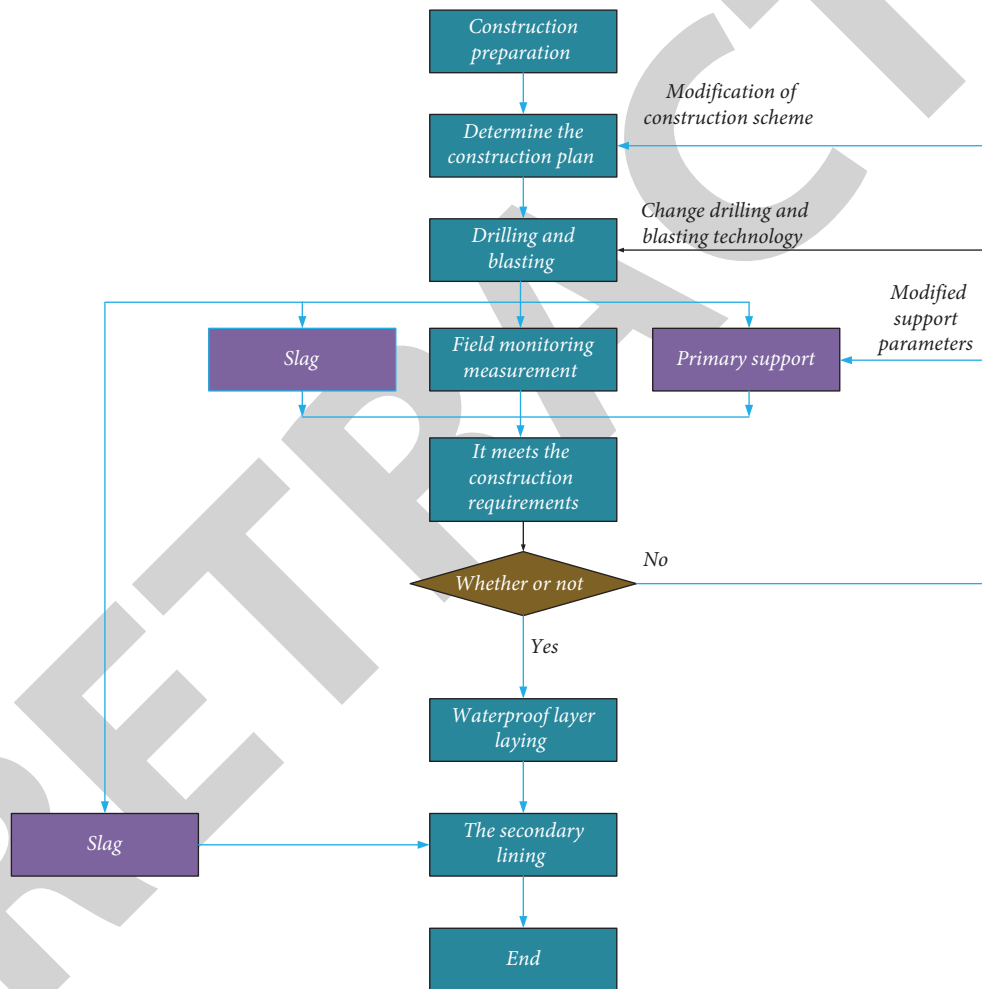 Construction
preparation
Modification of
construction scheme
Determine the
construction plan
Change drilling and
blasting technology
Drilling and
blasting
Modified
support
parameters
Slag
Field monitoring
measurement
Primary support
It meets the
construction
requirements
Whether or not
No
Yes
Waterproof layer
laying
Slag
The secondary
lining
End
RETRACT